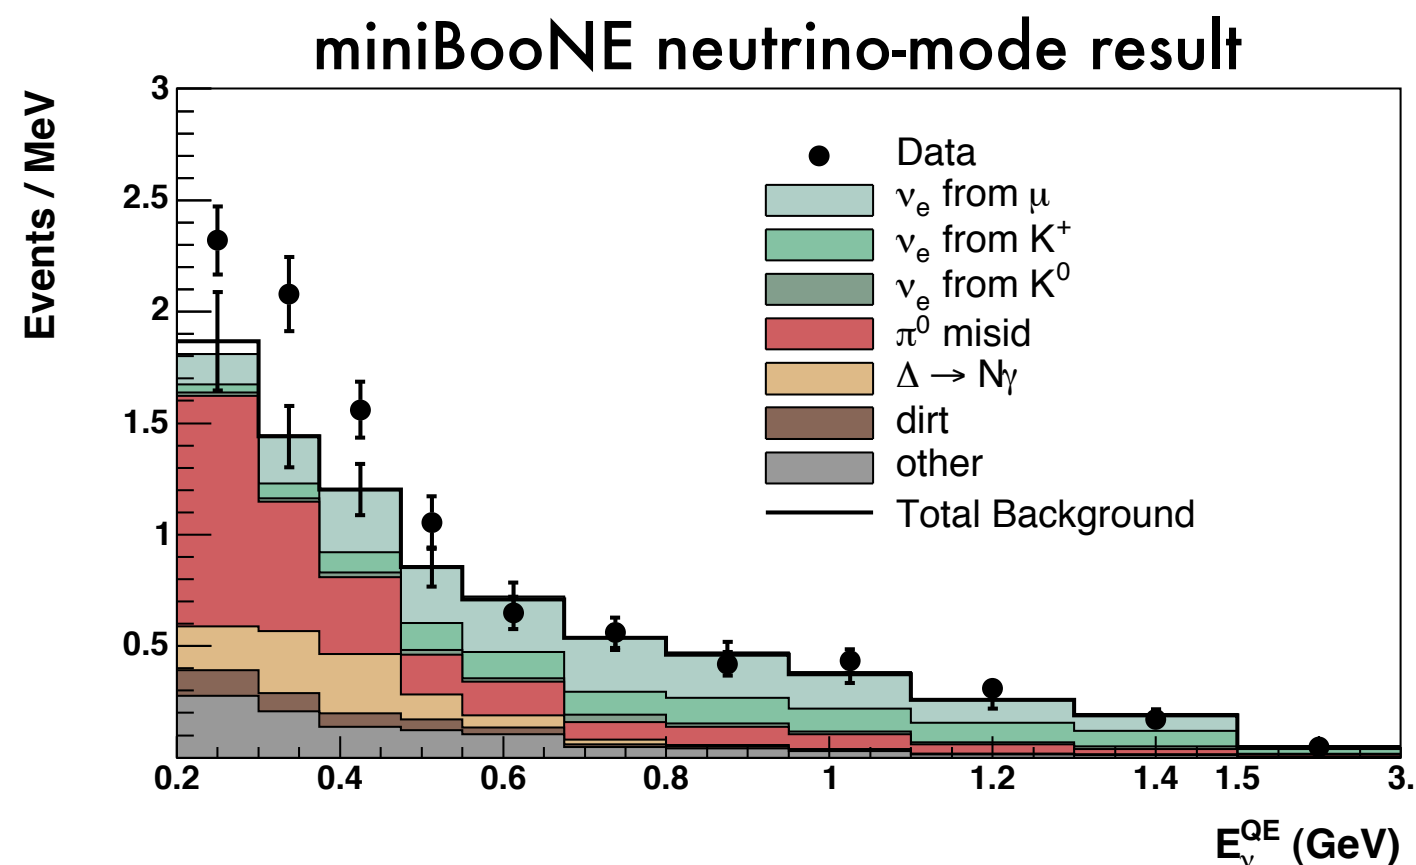 miniBooNE neutrino-mode result
Events / MeV
3
2.5
2
1.5
1
0.5
Data
νe from μ
νe from K+
νe from K0
π0 misid
Δ → Nγ
dirt
other
Total Background
0.2 0.4 0.6 0.8 1 1.2 1.4 1.5 3.
EνQE (GeV)